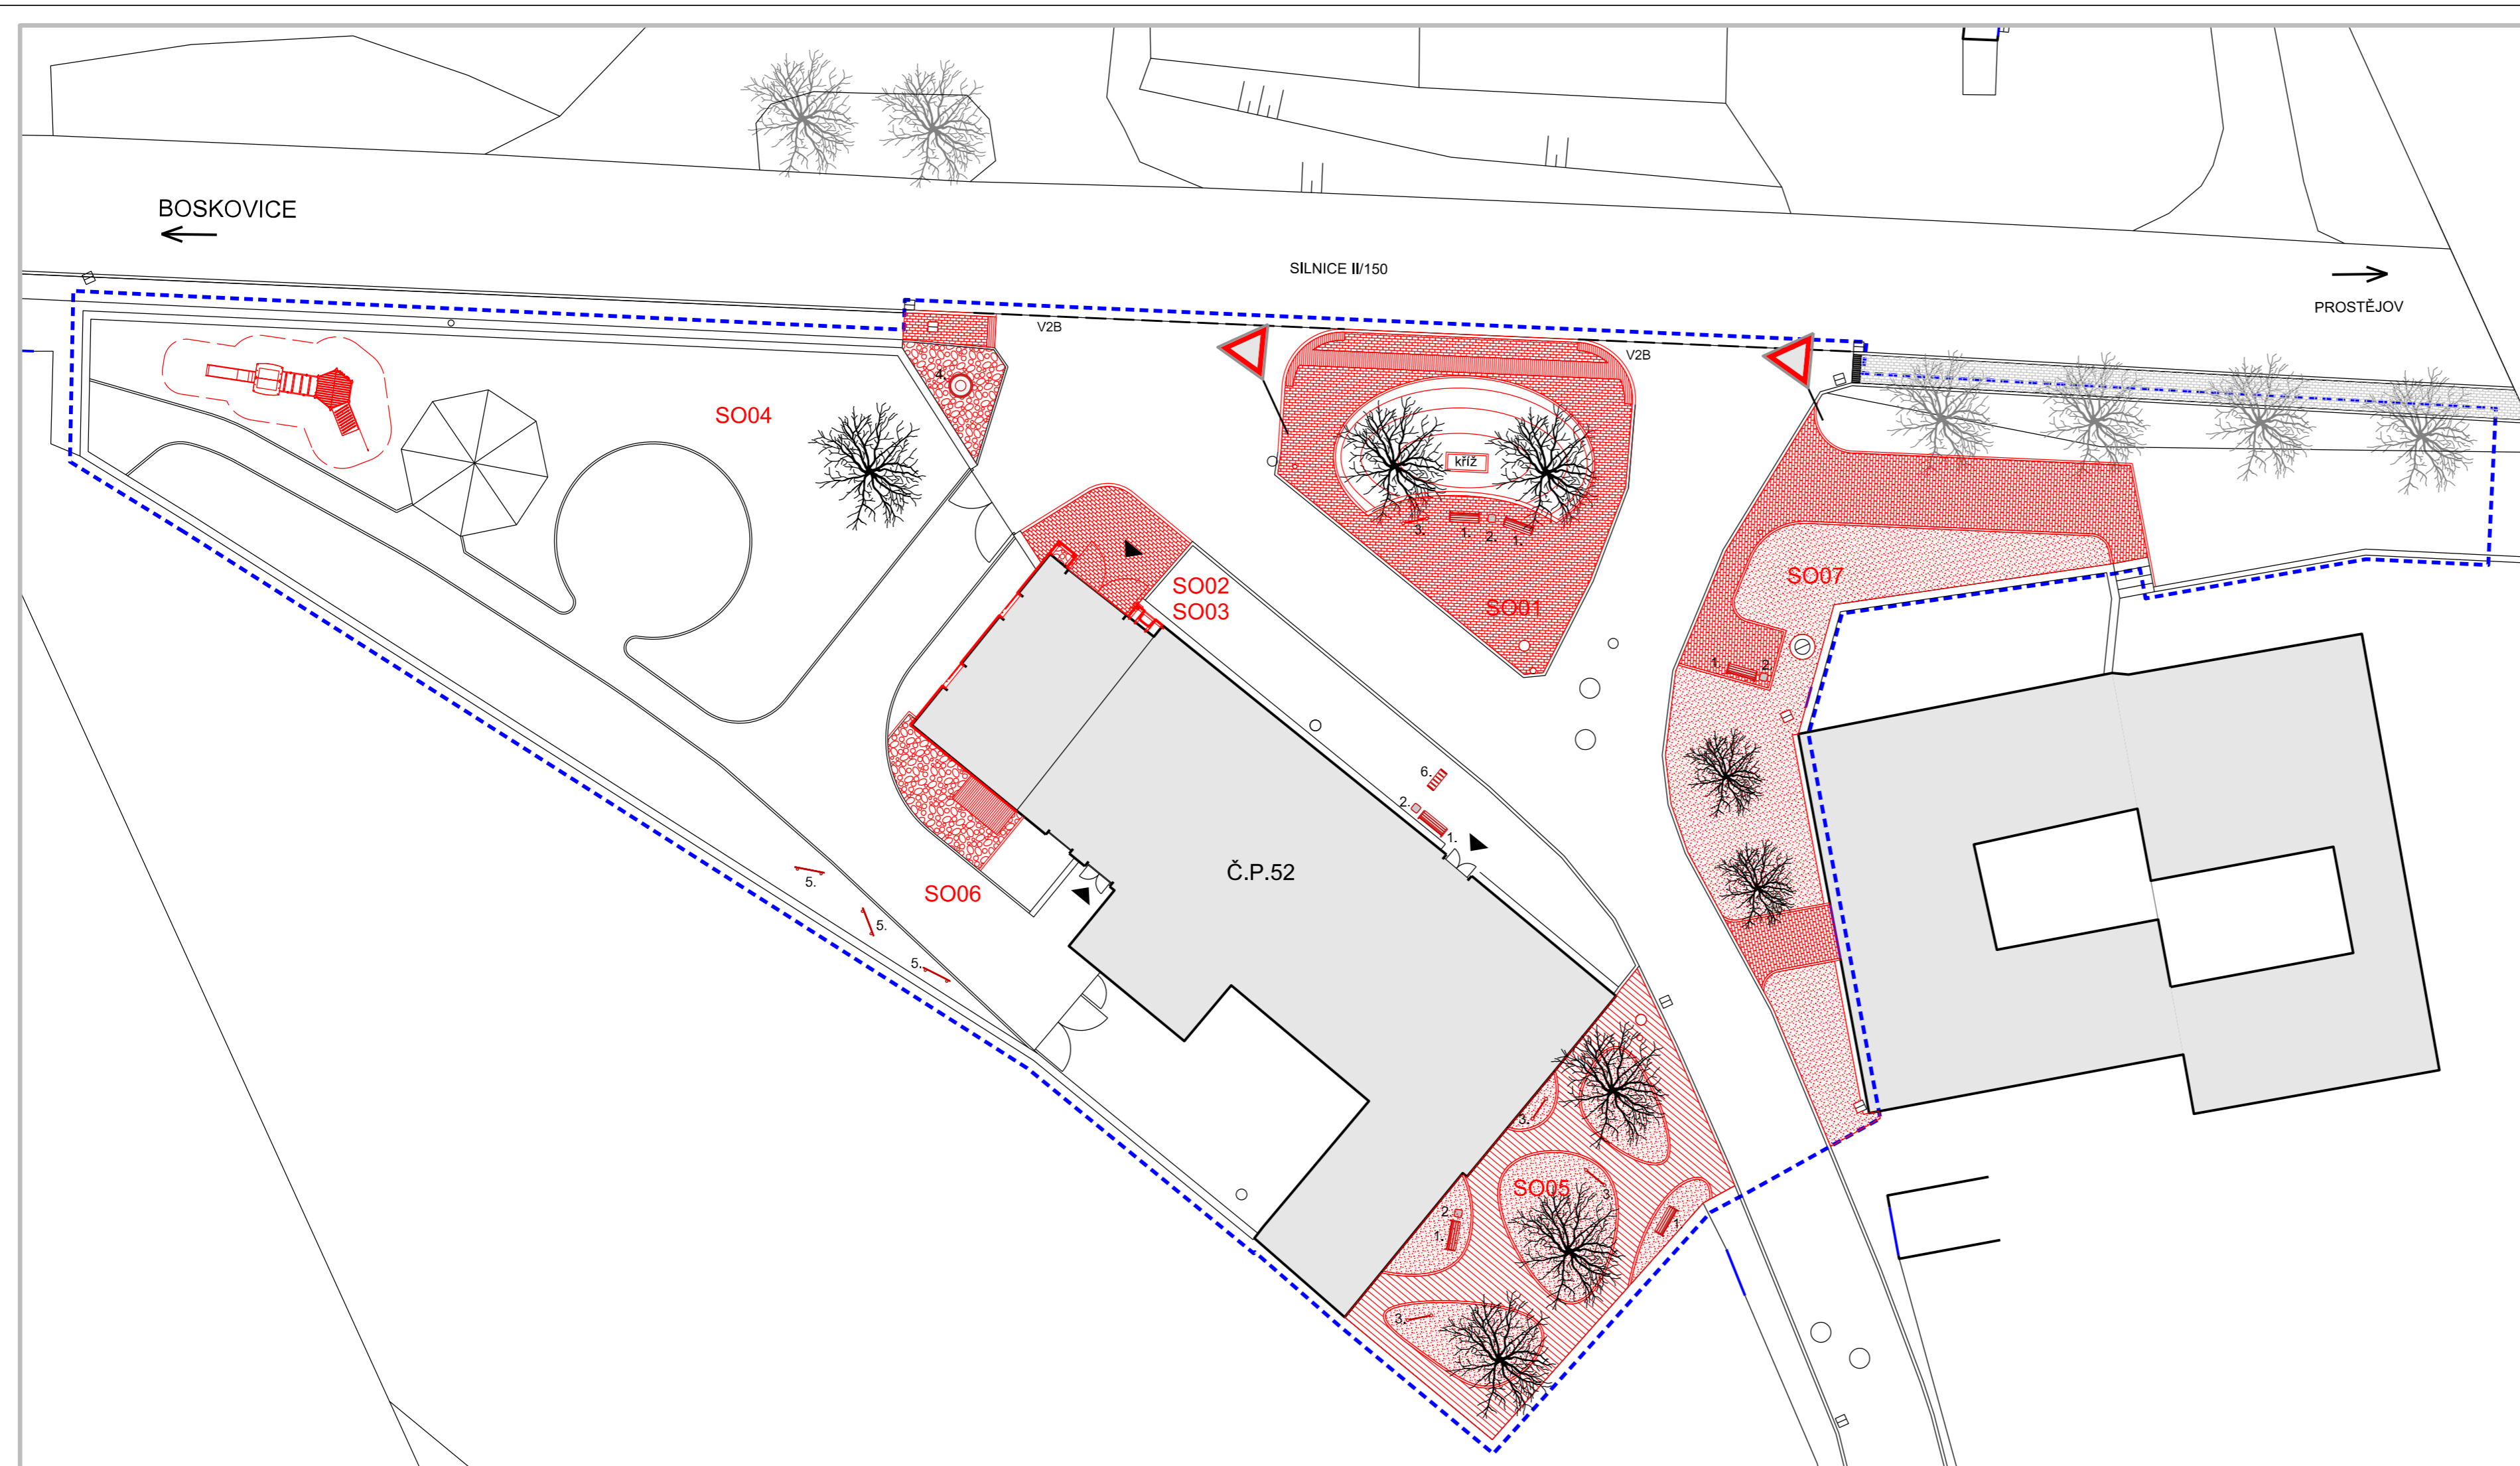 BOSKOVICE
SILNICE II/150
PROSTĚJOV
V2B
V2B
4.
SO04
kříž
3.
1.
2.
1.
SO02
SO03
SO01
SO07
1.
2.
6.
2.
1.
Č.P.52
5.
SO06
5.
5.
3.
SO05
3.
2.
1.
1.
3.